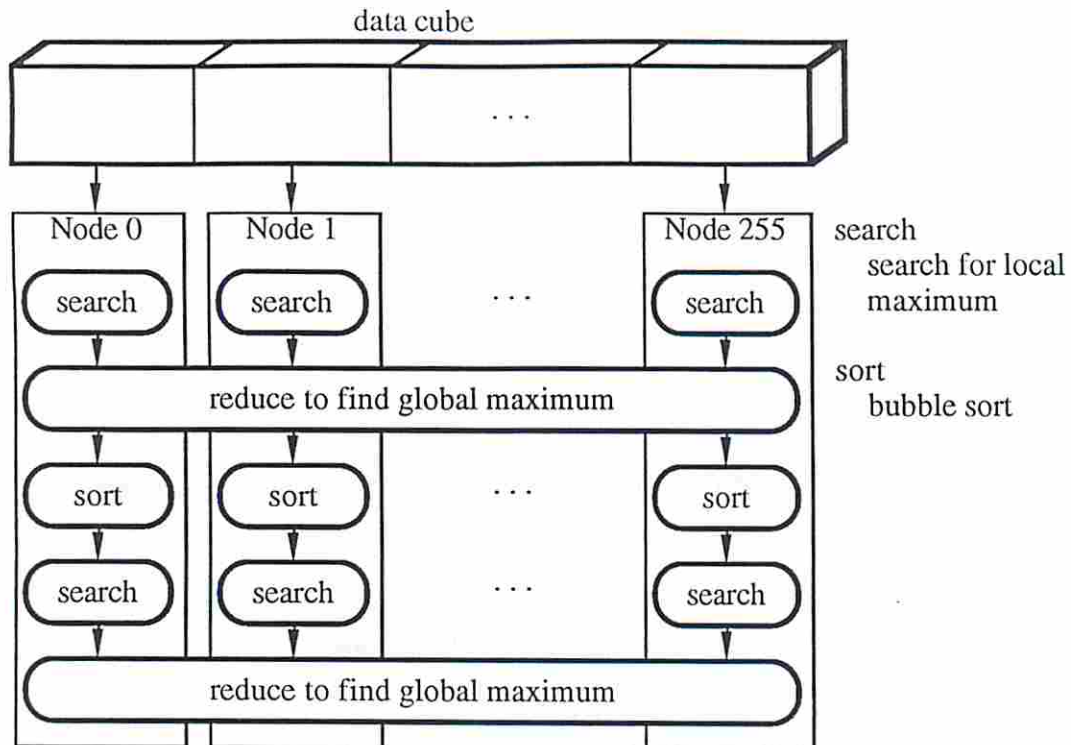 data cube
. . .
Node 0
Node 1
Node 255
search
search for local
maximum
search
search
. . .
search
reduce to find global maximum
sort
bubble sort
sort
sort
. . .
sort
search
search
. . .
search
reduce to find global maximum